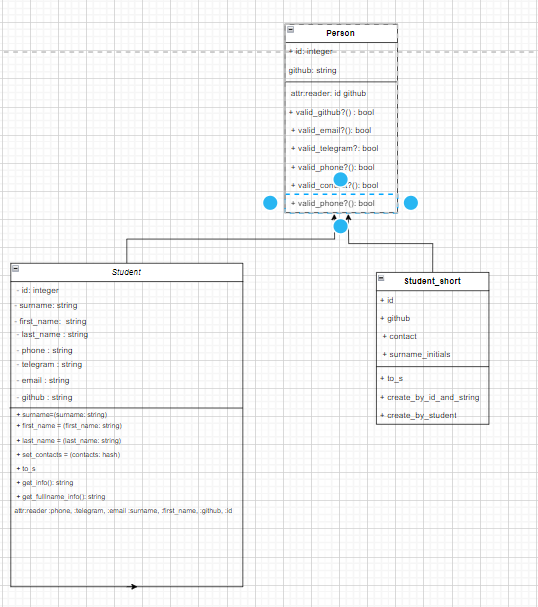 Person
+ id: integer
github: string
attr:reader: id github
+ valid_github?() : bool
+ valid_email?(): bool
+ valid_telegram?: bool
+ valid_phone?(): bool
+ bool
+ valid_phone?(): bool
Student
- id: integer
- surname: string
- first_name: string
- last_name : string
- phone : string
- telegram : string
- email : string
- github : string
+ surname=(surname: string)
+ first_name = (first_name: string)
+ last_name = (last_name: string)
+ set_contacts = (contacts: hash)
+ to_s
+ get_info(): string
+ get_fullname_info(): string
attr:reader :phone, :telegram, :email :surname, :first_name, :github, :id
Student_short
+ id
+ github
+ contact
+ surname_initials
+ to_s
+ create_by_id_and_string
+ create_by_student